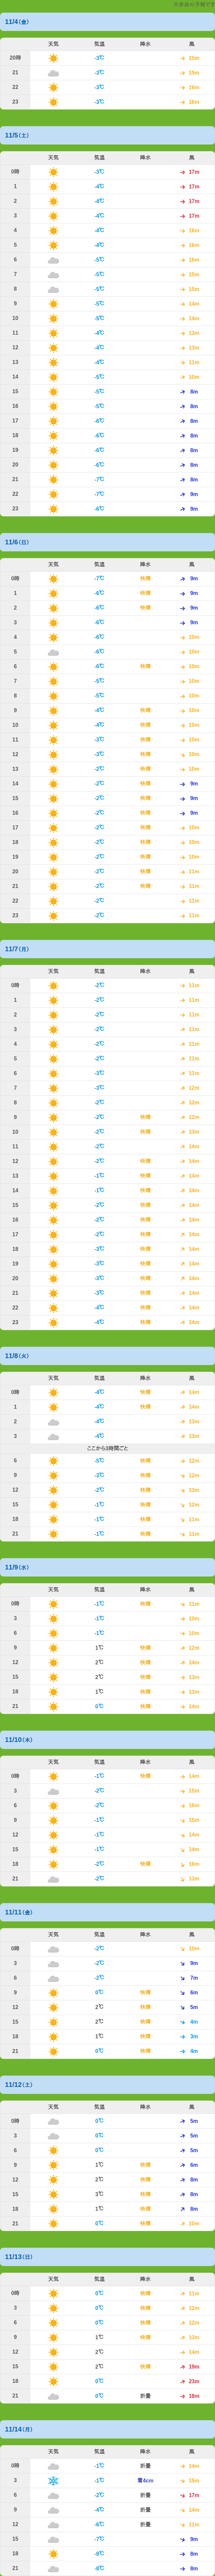 11/4(金)
天気 気温 降水 風
20時 -3℃ 15m
21 -3℃ 15m
22 -3℃ 16m
23 -3℃ 16m
11/5(土)
天気 気温 降水 風
0時 -3℃ 17m
1 -4℃ 17m
2 -4℃ 17m
3 -4℃ 17m
4 -4℃ 16m
5 -4℃ 16m
6 -5℃ 16m
7 -5℃ 15m
8 -5℃ 15m
9 -5℃ 14m
10 -5℃ 14m
11 -4℃ 13m
12 -4℃ 13m
13 -4℃ 11m
14 -5℃ 10m
15 -5℃ 8m
16 -5℃ 8m
17 -6℃ 8m
18 -6℃ 8m
19 -6℃ 8m
20 -6℃ 8m
21 -7℃ 8m
22 -7℃ 9m
23 -6℃ 9m
11/6(日)
天気 気温 降水 風
0時 -7℃ 快晴 9m
1 -6℃ 快晴 9m
2 -6℃ 快晴 9m
3 -6℃ 9m
4 -6℃ 10m
5 -6℃ 10m
6 -6℃ 快晴 10m
7 -5℃ 10m
8 -5℃ 10m
9 -4℃ 快晴 10m
10 -4℃ 快晴 10m
11 -3℃ 快晴 10m
12 -3℃ 快晴 10m
13 -2℃ 快晴 10m
14 -2℃ 快晴 9m
15 -2℃ 快晴 9m
16 -2℃ 快晴 9m
17 -2℃ 快晴 10m
18 -2℃ 快晴 10m
19 -2℃ 快晴 10m
20 -2℃ 快晴 11m
21 -2℃ 快晴 11m
22 -2℃ 11m
23 -2℃ 11m
11/7(月)
天気 気温 降水 風
0時 -2℃ 11m
1 -2℃ 11m
2 -2℃ 11m
3 -2℃ 11m
4 -2℃ 11m
5 -2℃ 11m
6 -3℃ 11m
7 -3℃ 12m
8 -2℃ 12m
9 -2℃ 快晴 12m
10 -2℃ 快晴 13m
11 -2℃ 14m
12 -2℃ 快晴 14m
13 -1℃ 快晴 14m
14 -1℃ 快晴 14m
15 -2℃ 快晴 14m
16 -2℃ 快晴 14m
17 -2℃ 快晴 14m
18 -3℃ 快晴 14m
19 -3℃ 快晴 14m
20 -3℃ 快晴 14m
21 -3℃ 快晴 14m
22 -4℃ 快晴 14m
23 -4℃ 快晴 14m
11/8(火)
天気 気温 降水 風
0時 -4℃ 快晴 14m
1 -4℃ 快晴 14m
2 -4℃ 13m
3 -4℃ 13m
ここから3時間ごと
6 -5℃ 快晴 12m
9 -3℃ 快晴 12m
12 -2℃ 快晴 13m
15 -1℃ 快晴 12m
18 -1℃ 快晴 11m
21 -1℃ 快晴 11m
11/9(水)
天気 気温 降水 風
0時 -1℃ 快晴 11m
3 -1℃ 10m
6 -1℃ 10m
9 1℃ 快晴 12m
12 2℃ 快晴 14m
15 2℃ 快晴 13m
18 1℃ 快晴 13m
21 0℃ 快晴 14m
11/10(木)
天気 気温 降水 風
0時 -1℃ 快晴 14m
3 -2℃ 15m
6 -2℃ 16m
9 -1℃ 15m
12 -1℃ 14m
15 -1℃ 14m
18 -2℃ 快晴 16m
21 -2℃ 13m
11/11(金)
天気 気温 降水 風
0時 -2℃ 10m
3 -2℃ 9m
6 -2℃ 7m
9 0℃ 快晴 6m
12 2℃ 快晴 5m
15 2℃ 快晴 4m
18 1℃ 快晴 3m
21 0℃ 快晴 4m
11/12(土)
天気 気温 降水 風
0時 0℃ 5m
3 0℃ 5m
6 0℃ 5m
9 1℃ 快晴 6m
12 2℃ 快晴 8m
15 3℃ 快晴 8m
18 1℃ 快晴 8m
21 0℃ 快晴 10m
11/13(日)
天気 気温 降水 風
0時 0℃ 快晴 11m
3 0℃ 快晴 12m
6 0℃ 快晴 12m
9 1℃ 快晴 13m
12 2℃ 14m
15 2℃ 快晴 19m
18 0℃ 23m
21 0℃ 折曇 18m
11/14(月)
天気 気温 降水 風
0時 -1℃ 折曇 14m
3 -1℃ 雪4cm 15m
6 -2℃ 折曇 17m
9 -4℃ 折曇 14m
12 -6℃ 折曇 11m
15 -7℃ 9m
18 -8℃ 8m
21 -8℃ 8m